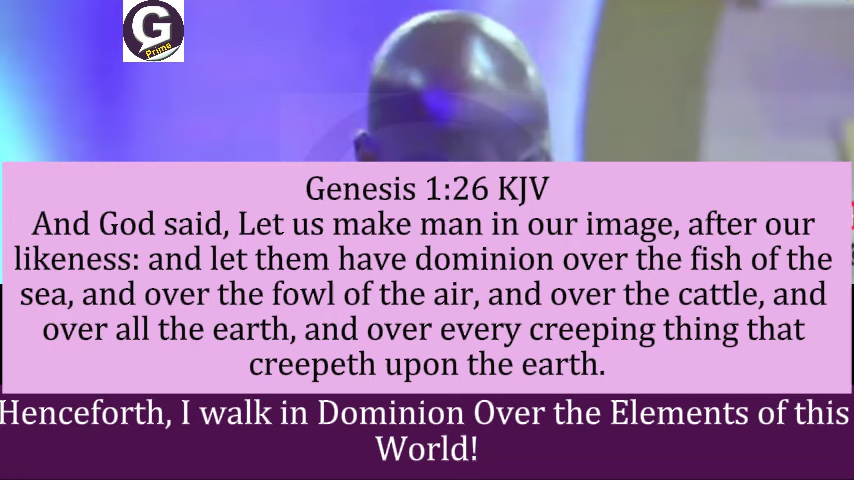 G
Prime
Genesis 1:26 KJV
And God said, Let us make man in our image, after our
likeness: and let them have dominion over the fish of the
sea, and over the fowl of the air, and over the cattle, and
over all the earth, and over every creeping thing that
creepeth upon the earth.
Henceforth, I walk in Dominion Over the Elements of this
World!